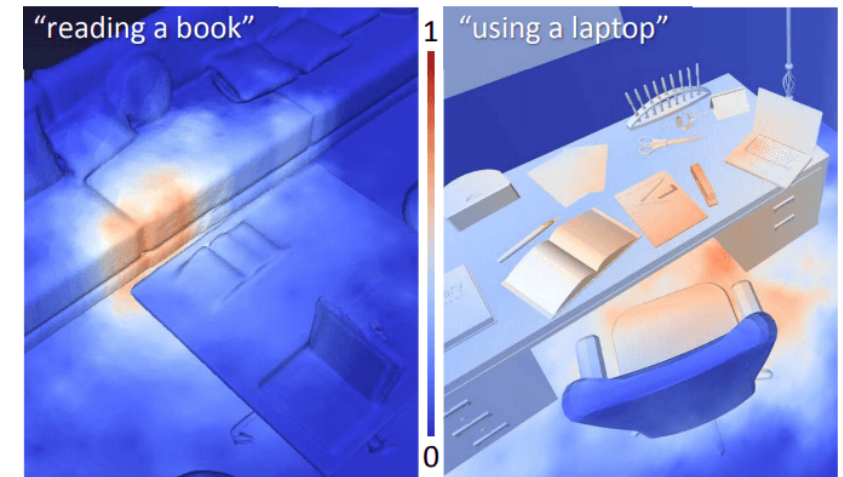 “reading a book”
1
“using a laptop”
0